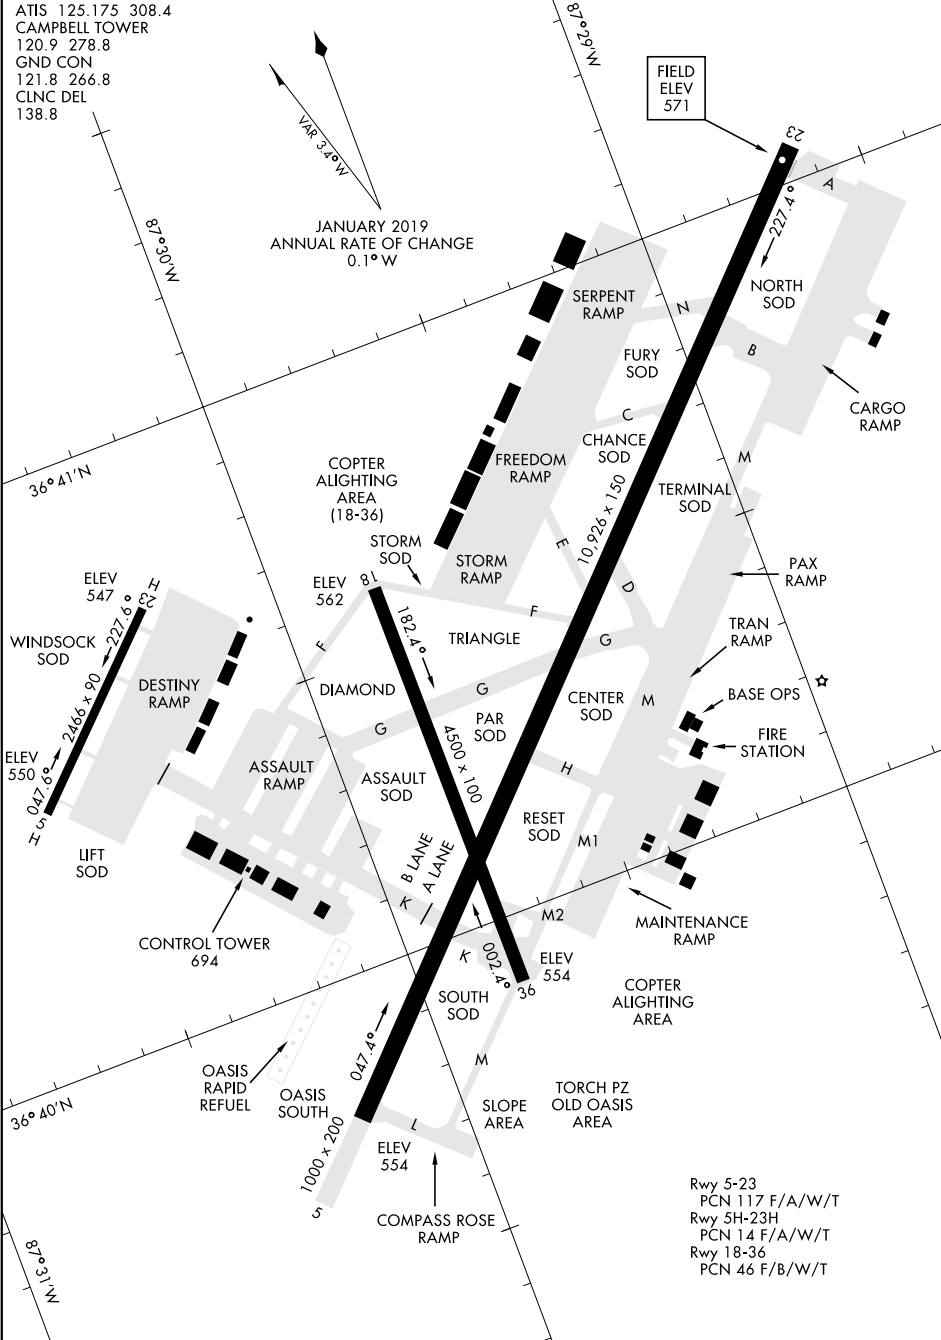 ATIS 125.175 308.4
CAMPBELL TOWER
120.9 278.8
GND CON
121.8 266.8
CLNC DEL
138.8
VAR 3.4° W
JANUARY 2019
ANNUAL RATE OF CHANGE
0.1° W
87°29'W
FIELD
ELEV
571
23
A
227.4°
87°30'W
NORTH
SOD
SERPENT
RAMP
N
B
FURY
SOD
C
CARGO
RAMP
CHANCE
SOD
36°41'N
COPTER
ALIGHTING
AREA
(18-36)
FREEDOM
RAMP
10,926 x 150
TERMINAL
SOD
M
STORM
SOD
STORM
RAMP
E
D
PAX
RAMP
ELEV
547
H
23
ELEV
562
18
227.6°
WINDSOCK
SOD
F
182.4°
F
TRIANGLE
G
TRAN
RAMP
DESTINY
RAMP
DIAMOND
G
G
PAR
SOD
CENTER
SOD
M
BASE OPS
FIRE
STATION
2466 x 90
ELEV
550
047.6°
5
H
ASSAULT
RAMP
ASSAULT
SOD
4500 x 100
H
RESET
SOD
M1
LIFT
SOD
B LANE
A LANE
K
M2
MAINTENANCE
RAMP
CONTROL TOWER
694
K
002.4°
ELEV
554
36
SOUTH
SOD
COPTER
ALIGHTING
AREA
047.4°
M
OASIS
RAPID
REFUEL
OASIS
SOUTH
36°40'N
L
SLOPE
AREA
TORCH PZ
OLD OASIS
AREA
ELEV
554
1000 x 200
5
COMPASS ROSE
RAMP
87°31'W
Rwy 5-23
PCN 117 F/A/W/T
Rwy 5H-23H
PCN 14 F/A/W/T
Rwy 18-36
PCN 46 F/B/W/T